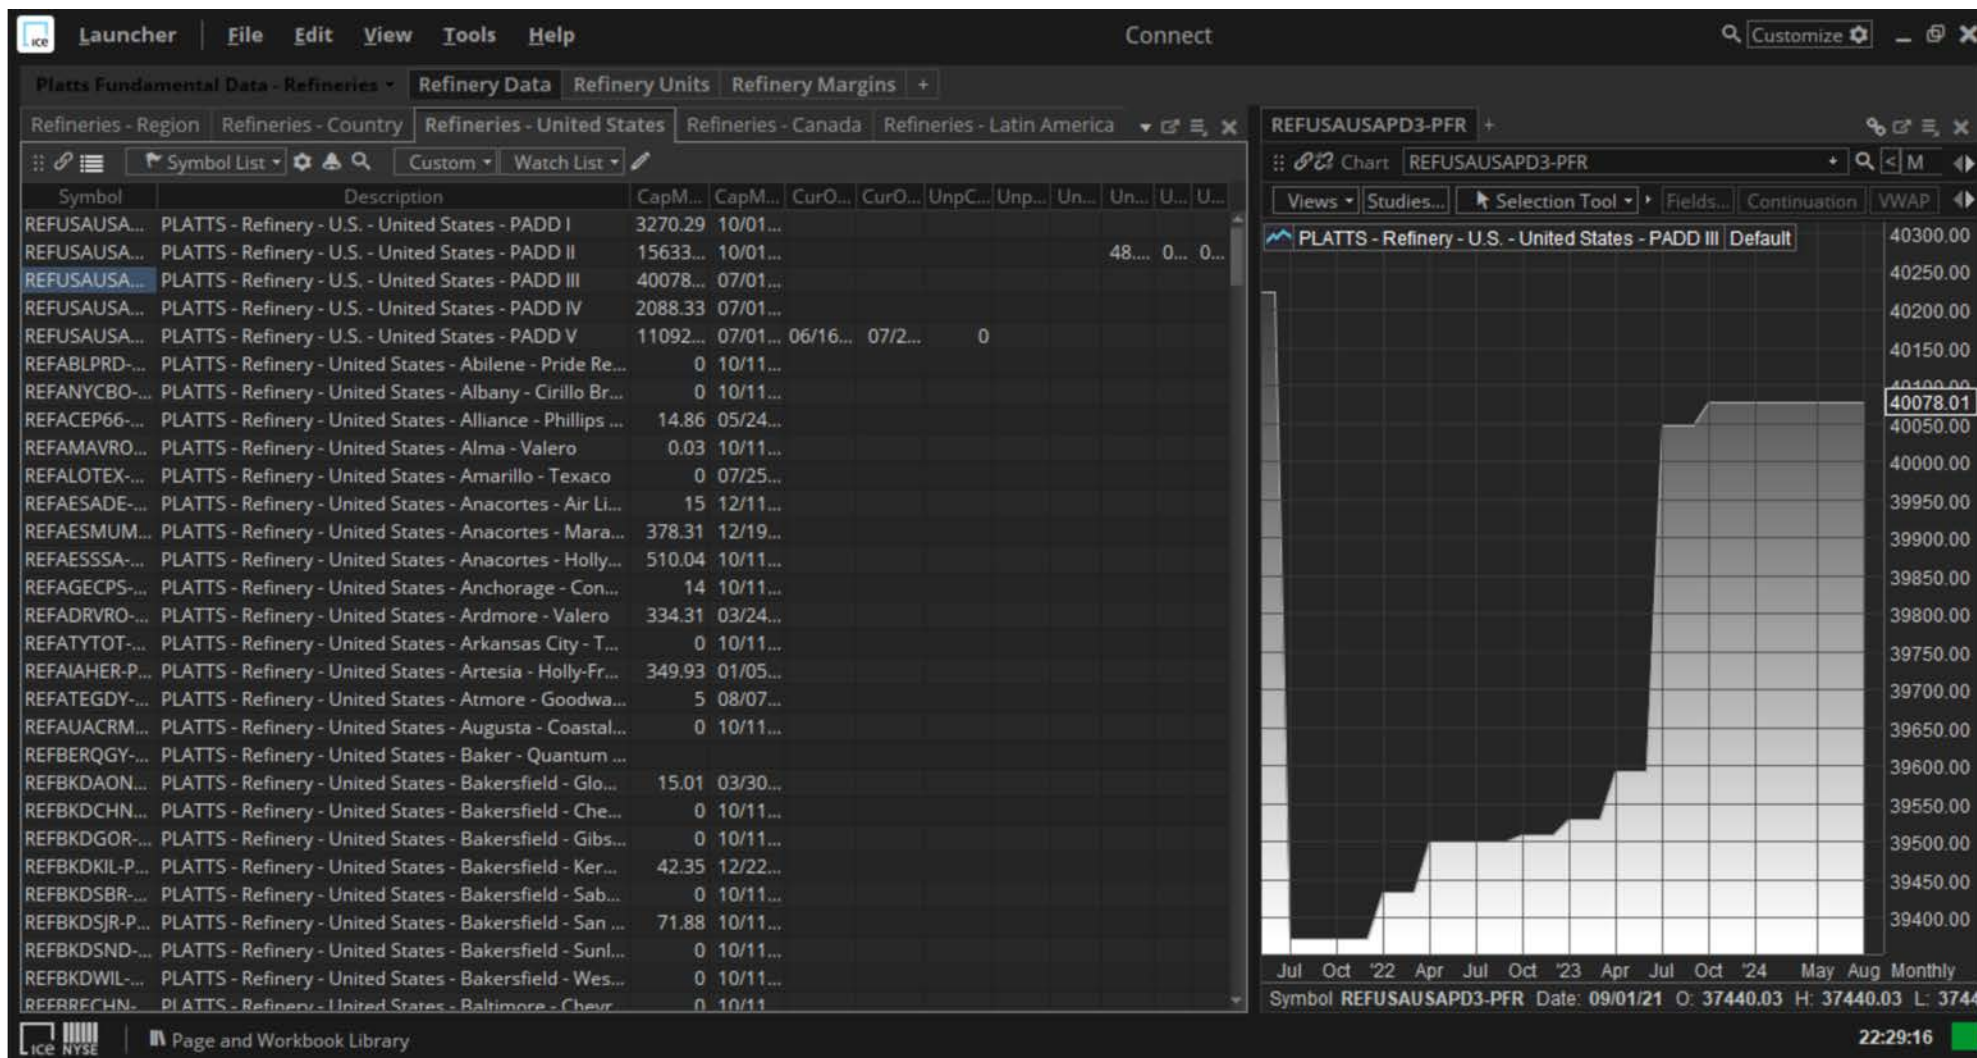 ice Launcher File Edit View Tools Help Connect Customize
Platts Fundamental Data - Refineries Refinery Data Refinery Units Refinery Margins +
Refineries - Region Refineries - Country Refineries - United States Refineries - Canada Refineries - Latin America
Symbol List Custom Watch List
Symbol Description CapM... CapM... CurO... CurO... UnpC... Unp... Un... Un... U... U...
REFUSAUSA... PLATTS - Refinery - U.S. - United States - PADD I 3270.29 10/01...
REFUSAUSA... PLATTS - Refinery - U.S. - United States - PADD II 15633... 10/01... 48.... 0... 0...
REFUSAUSA... PLATTS - Refinery - U.S. - United States - PADD III 40078... 07/01...
REFUSAUSA... PLATTS - Refinery - U.S. - United States - PADD IV 2088.33 07/01...
REFUSAUSA... PLATTS - Refinery - U.S. - United States - PADD V 11092... 07/01... 06/16... 07/2... 0
REFABLPRD-... PLATTS - Refinery - United States - Abilene - Pride Re... 0 10/11...
REFANYCBO-... PLATTS - Refinery - United States - Albany - Cirillo Br... 0 10/11...
REFACEP66-... PLATTS - Refinery - United States - Alliance - Phillips ... 14.86 05/24...
REFAMAVRO... PLATTS - Refinery - United States - Alma - Valero 0.03 10/11...
REFALOTEX-... PLATTS - Refinery - United States - Amarillo - Texaco 0 07/25...
REFAESADE-... PLATTS - Refinery - United States - Anacortes - Air Li... 15 12/11...
REFAESMUM... PLATTS - Refinery - United States - Anacortes - Mara... 378.31 12/19...
REFAESSSA-... PLATTS - Refinery - United States - Anacortes - Holly... 510.04 10/11...
REFAGECPS-... PLATTS - Refinery - United States - Anchorage - Con... 14 10/11...
REFADRVRO-... PLATTS - Refinery - United States - Ardmore - Valero 334.31 03/24...
REFATYTOT-... PLATTS - Refinery - United States - Arkansas City - T... 0 10/11...
REFAIAHER-P... PLATTS - Refinery - United States - Artesia - Holly-Fr... 349.93 01/05...
REFATEGDY-... PLATTS - Refinery - United States - Atmore - Goodwa... 5 08/07...
REFAUACRM... PLATTS - Refinery - United States - Augusta - Coastal... 0 10/11...
REFBERQGY-... PLATTS - Refinery - United States - Baker - Quantum ...
REFBKDAON... PLATTS - Refinery - United States - Bakersfield - Glo... 15.01 03/30...
REFBKDCHN... PLATTS - Refinery - United States - Bakersfield - Che... 0 10/11...
REFBKDGOR-... PLATTS - Refinery - United States - Bakersfield - Gibs... 0 10/11...
REFBKDKIL-P... PLATTS - Refinery - United States - Bakersfield - Ker... 42.35 12/22...
REFBKDSBR-... PLATTS - Refinery - United States - Bakersfield - Sab... 0 10/11...
REFBKDSJR-P... PLATTS - Refinery - United States - Bakersfield - San ... 71.88 10/11...
REFBKDSND-... PLATTS - Refinery - United States - Bakersfield - Sunl... 0 10/11...
REFBKDWIL-... PLATTS - Refinery - United States - Bakersfield - Wes... 0 10/11...
REFBRECHN- PLATTS - Refinery - United States - Baltimore - Chevr 0 10/11
REFUSAUSAPD3-PFR +
Chart REFUSAUSAPD3-PFR < M
Views Studies... Selection Tool Fields... Continuation VWAP
PLATTS - Refinery - U.S. - United States - PADD III Default
40300.00
40250.00
40200.00
40150.00
40100.00
40078.01
40050.00
40000.00
39950.00
39900.00
39850.00
39800.00
39750.00
39700.00
39650.00
39600.00
39550.00
39500.00
39450.00
39400.00
Jul Oct '22 Apr Jul Oct '23 Apr Jul Oct '24 May Aug Monthly
Symbol REFUSAUSAPD3-PFR Date: 09/01/21 O: 37440.03 H: 37440.03 L: 3744
ice NYSE Page and Workbook Library 22:29:16